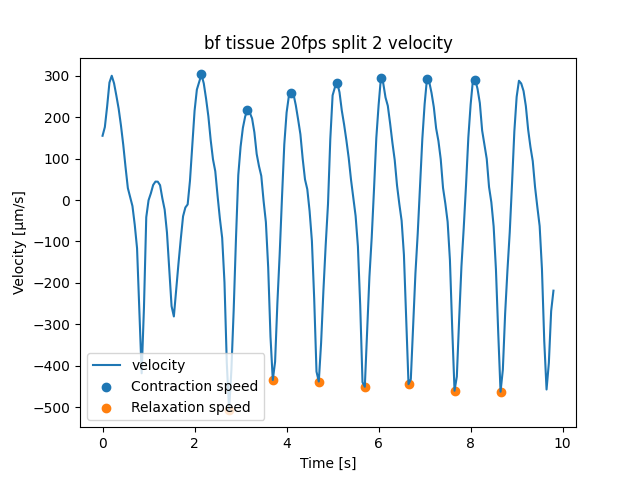 bf tissue 20fps split 2 velocity
300
200
100
0
−100
−200
−300
−400
−500
Velocity [µm/s]
velocity
Contraction speed
Relaxation speed
0 2 4 6 8 10
Time [s]